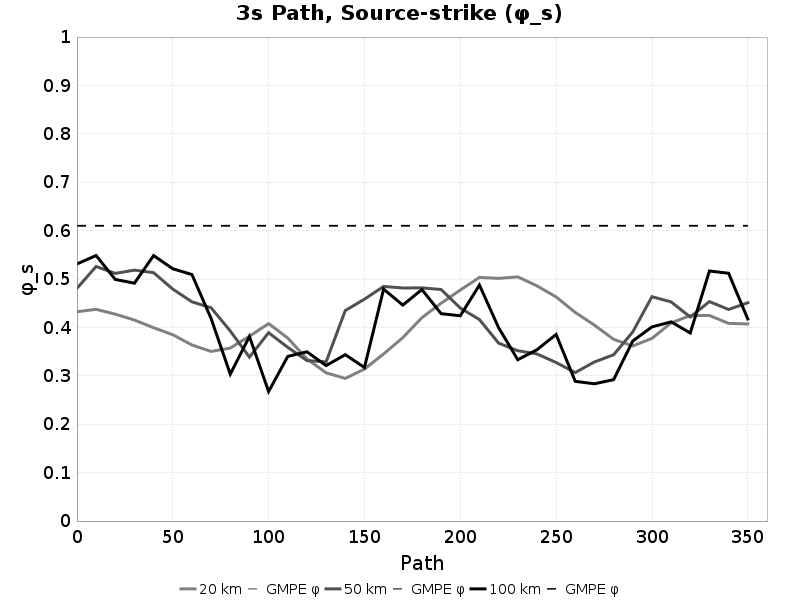 3s Path, Source-strike (φ_s)
1
0.9
0.8
0.7
0.6
0.5
0.4
0.3
0.2
0.1
0
φ_s
0 50 100 150 200 250 300 350
Path
20 km GMPE φ 50 km GMPE φ 100 km GMPE φ